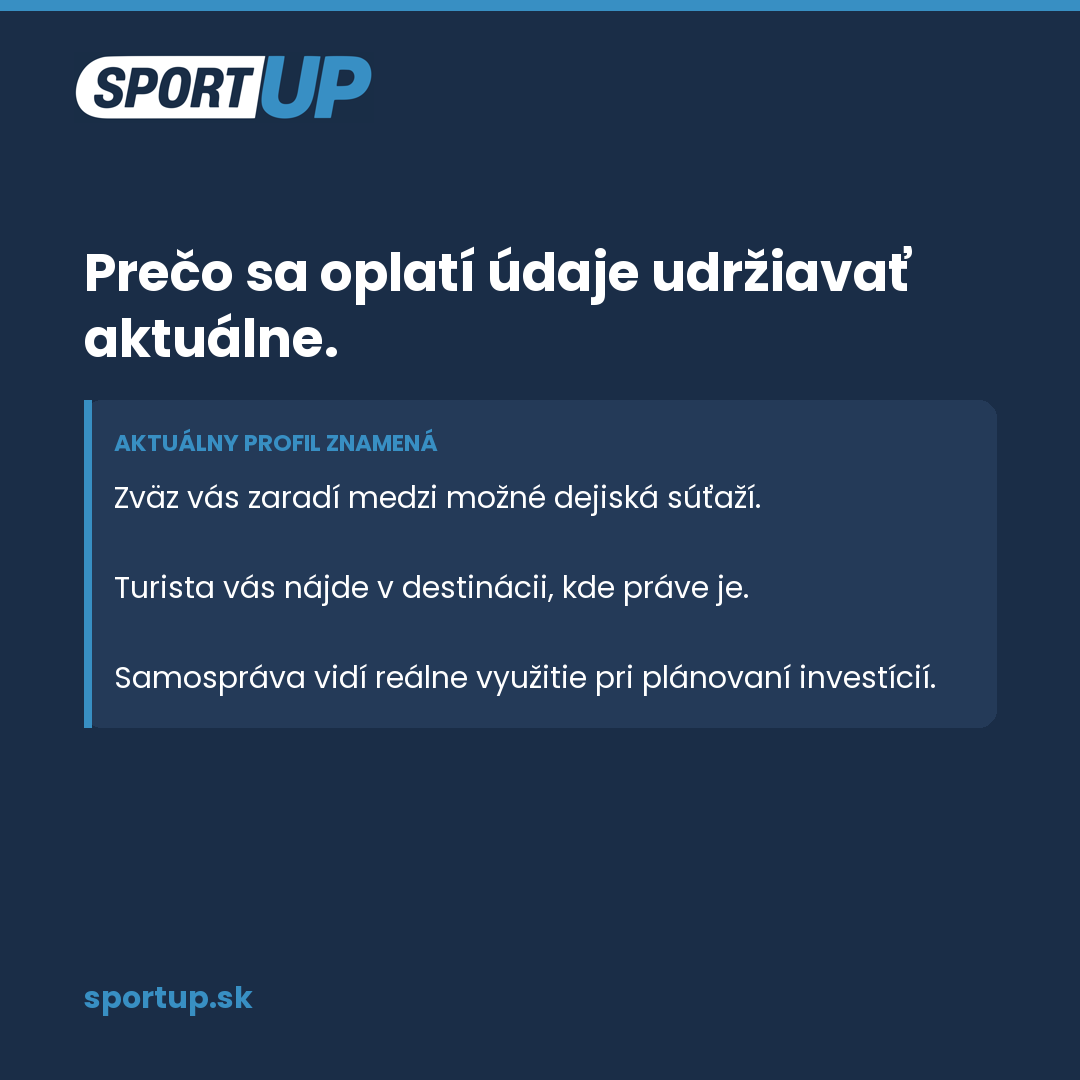 SPORTUP
Prečo sa oplatí údaje udržiavať
aktuálne.
AKTUÁLNY PROFIL ZNAMENÁ
Zväz vás zaradí medzi možné dejiská súťaží.
Turista vás nájde v destinácii, kde práve je.
Samospráva vidí reálne využitie pri plánovaní investícií.
sportup.sk